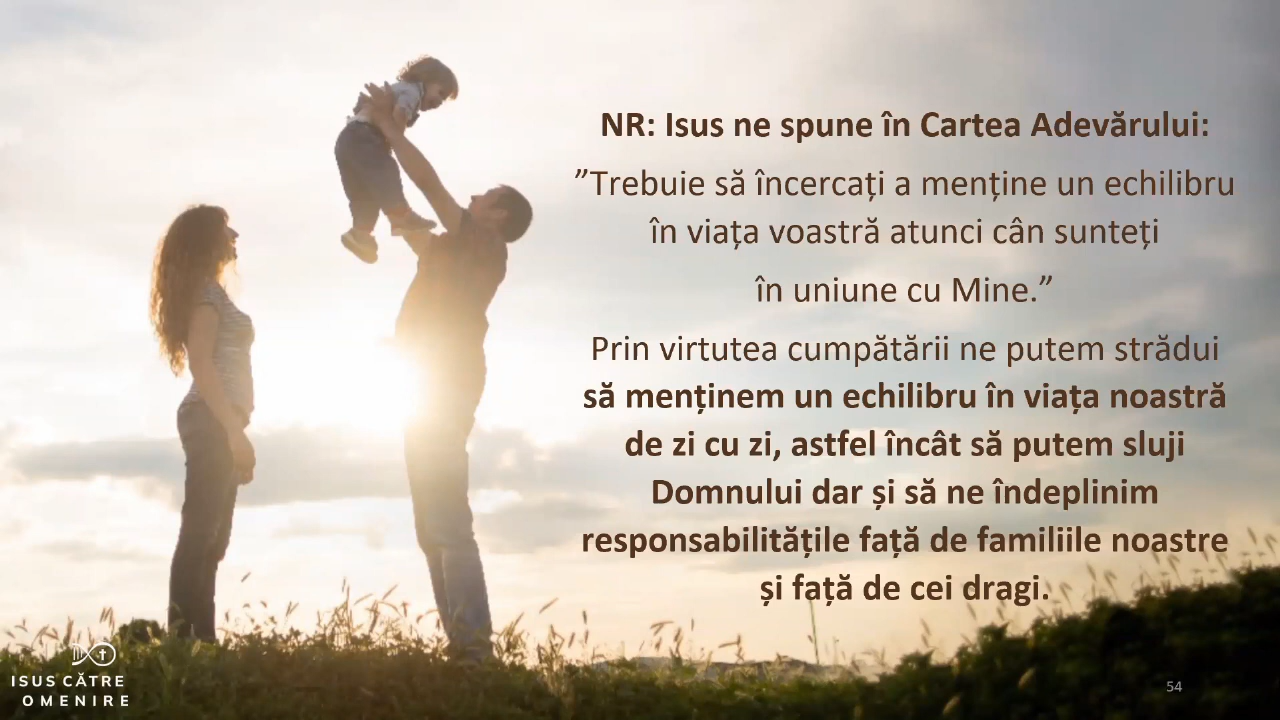 NR: Isus ne spune în Cartea Adevărului:
”Trebuie să încercați a menține un echilibru
în viața voastră atunci cân sunteți
în uniune cu Mine.”
Prin virtutea cumpătării ne putem strădui
să menținem un echilibru în viața noastră
de zi cu zi, astfel încât să putem sluji
Domnului dar și să ne îndeplinim
responsabilitățile față de familiile noastre
și față de cei dragi.
ISUS CĂTRE
OMENIRE
54